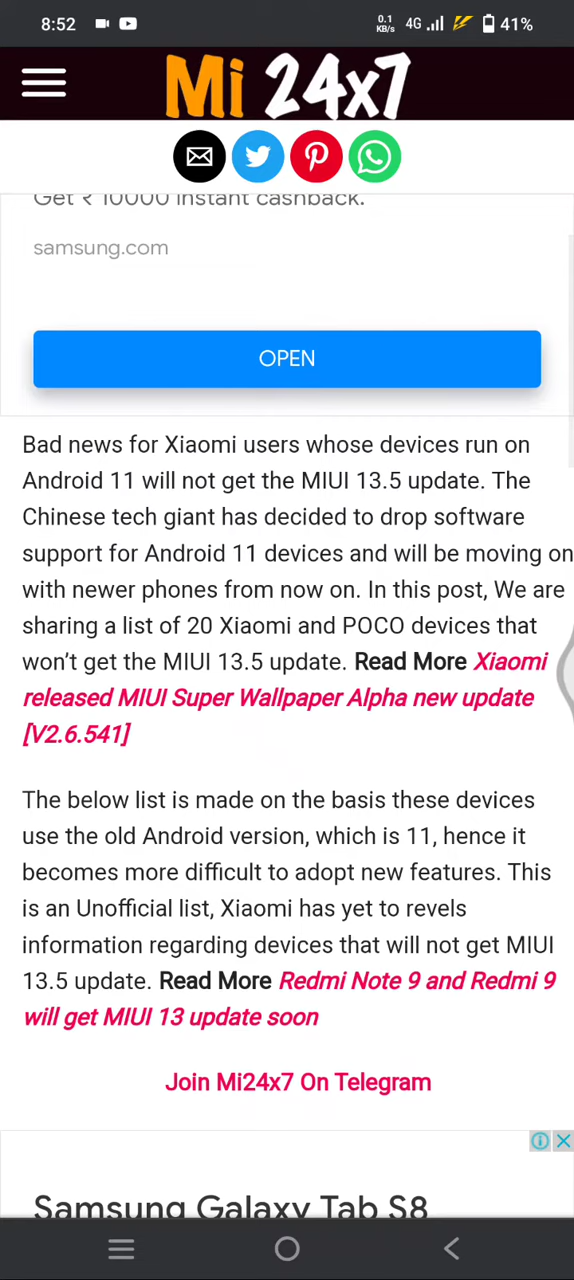 8:52
0.1
KB/s
4G
41%
Mi 24x7
Get ₹ 10000 instant cashback.
samsung.com
OPEN
Bad news for Xiaomi users whose devices run on
Android 11 will not get the MIUI 13.5 update. The
Chinese tech giant has decided to drop software
support for Android 11 devices and will be moving on
with newer phones from now on. In this post, We are
sharing a list of 20 Xiaomi and POCO devices that
won’t get the MIUI 13.5 update. Read More Xiaomi
released MIUI Super Wallpaper Alpha new update
[V2.6.541]
The below list is made on the basis these devices
use the old Android version, which is 11, hence it
becomes more difficult to adopt new features. This
is an Unofficial list, Xiaomi has yet to revels
information regarding devices that will not get MIUI
13.5 update. Read More Redmi Note 9 and Redmi 9
will get MIUI 13 update soon
Join Mi24x7 On Telegram
Samsung Galaxy Tab S8